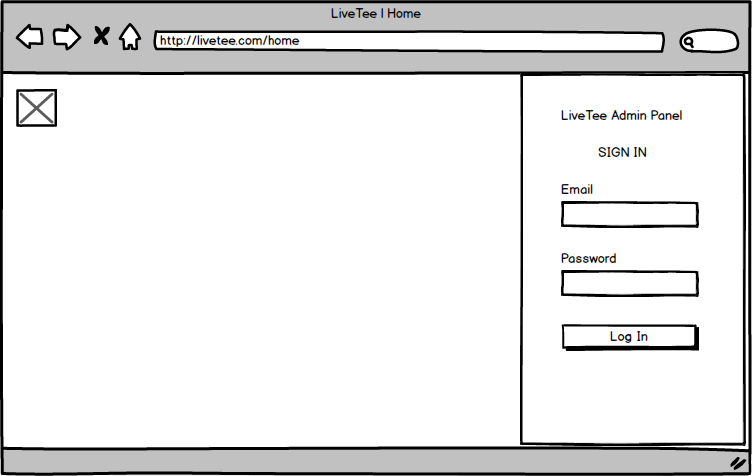 LiveTee | Home
http://livetee.com/home
LiveTee Admin Panel
SIGN IN
Email
Password
Log In